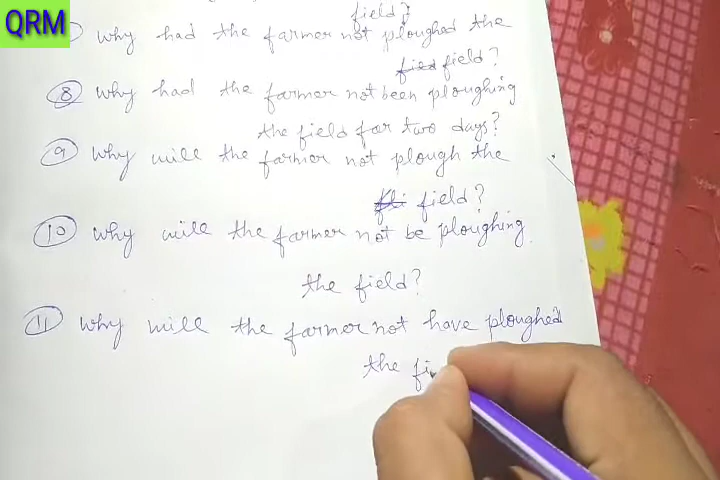 QRM
field?
why had the farmer not ploughed the
field?
8 why had the farmer not been ploughing
the field for two days?
9 why will the farmer not plough the
field?
10 why will the farmer not be ploughing
the field?
11 why will the farmer not have ploughed
the fi